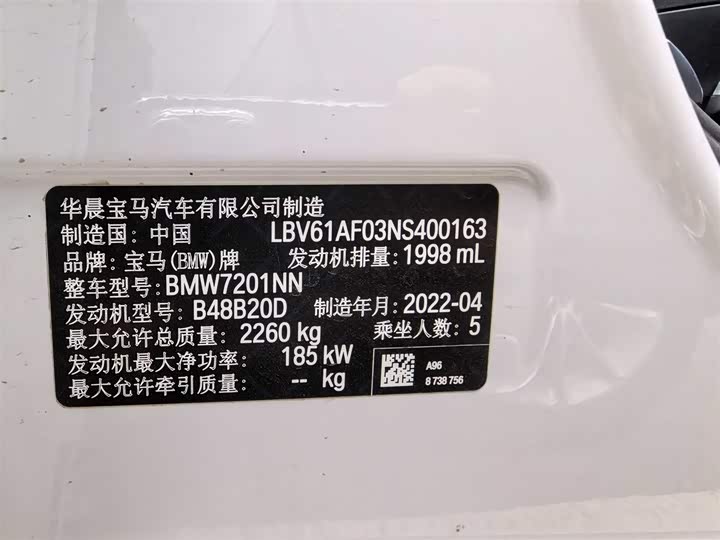 华晨宝马汽车有限公司制造
制造国: 中国 LBV61AF03NS400163
品牌: 宝马(BMW)牌 发动机排量: 1998 mL
整车型号: BMW7201NN
发动机型号: B48B20D 制造年月: 2022-04
最大允许总质量: 2260 kg 乘坐人数: 5
发动机最大净功率: 185 kW
最大允许牵引质量: -- kg
A96
8 738 756